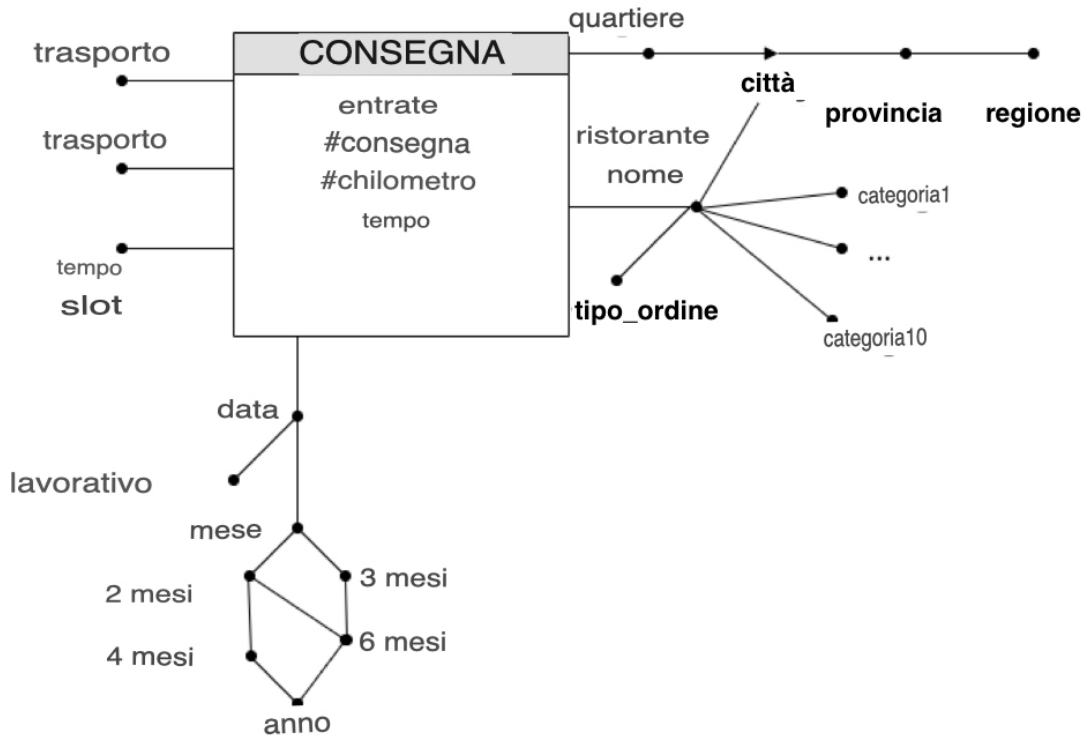 quartiere
trasporto
CONSEGNA
città
entrate
provincia
regione
trasporto
#consegna
ristorante
#chilometro
nome
categoria1
tempo
tempo
...
slot
tipo_ordine
categoria10
data
lavorativo
mese
2 mesi
3 mesi
4 mesi
6 mesi
anno